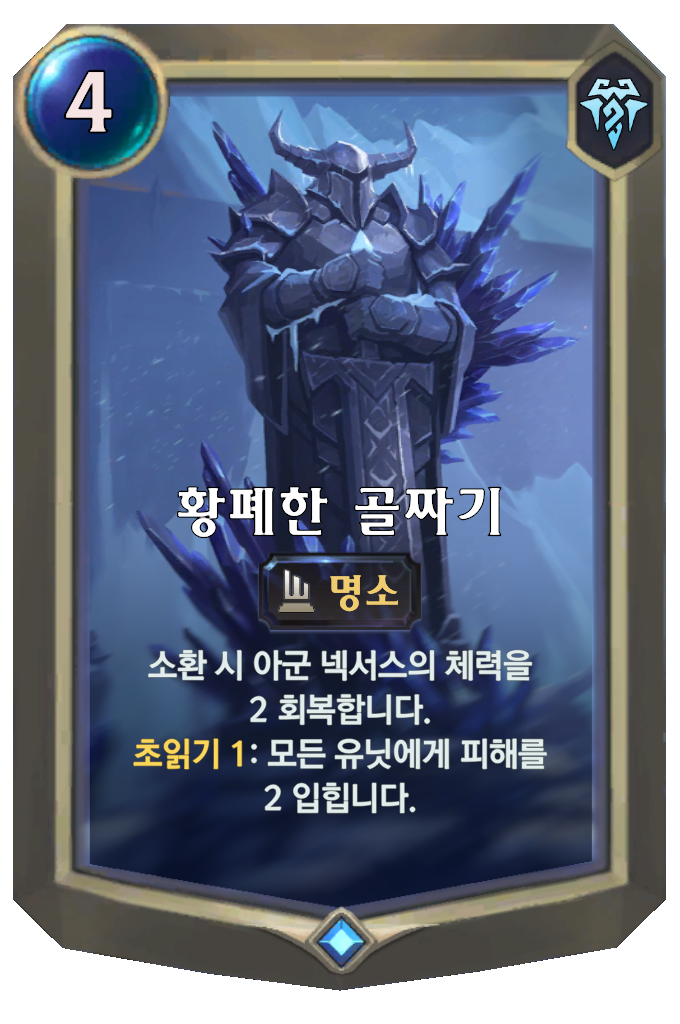 4
황폐한 골짜기
명소
소환 시 아군 넥서스의 체력을
2 회복합니다.
초읽기 1: 모든 유닛에게 피해를
2 입힙니다.